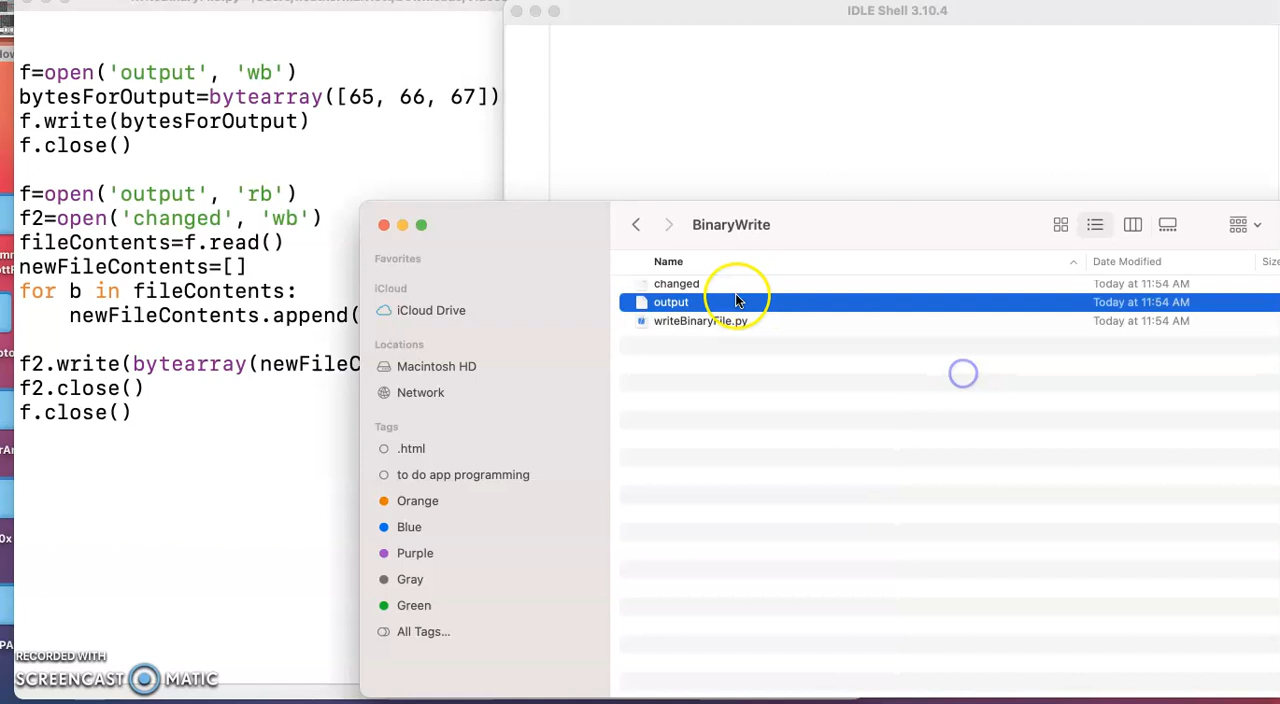 IDLE Shell 3.10.4
f=open('output', 'wb')
bytesForOutput=bytearray([65, 66, 67])
f.write(bytesForOutput)
f.close()
f=open('output', 'rb')
f2=open('changed', 'wb')
fileContents=f.read()
newFileContents=[]
for b in fileContents:
newFileContents.append(
f2.write(bytearray(newFileC
f2.close()
f.close()
BinaryWrite
Favorites
iCloud
iCloud Drive
Locations
Macintosh HD
Network
Tags
.html
to do app programming
Orange
Blue
Purple
Gray
Green
All Tags...
Name Date Modified Size
changed Today at 11:54 AM
output Today at 11:54 AM
writeBinaryFile.py Today at 11:54 AM
RECORDED WITH
SCREENCAST MATIC